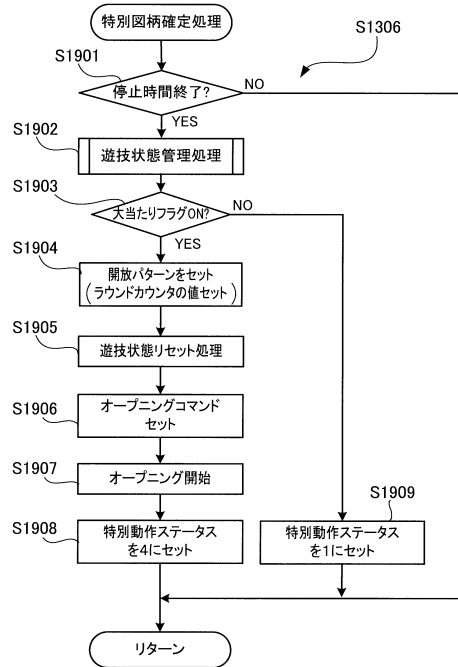 特別図柄確定処理
S1901
S1306
停止時間終了?
NO
YES
S1902
遊技状態管理処理
S1903
大当たりフラグON?
NO
YES
S1904
開放パターンをセット
(ラウンドカウンタの値セット)
S1905
遊技状態リセット処理
S1906
オープニングコマンド
セット
S1907
オープニング開始
S1908
特別動作ステータス
を4にセット
S1909
特別動作ステータス
を1にセット
リターン